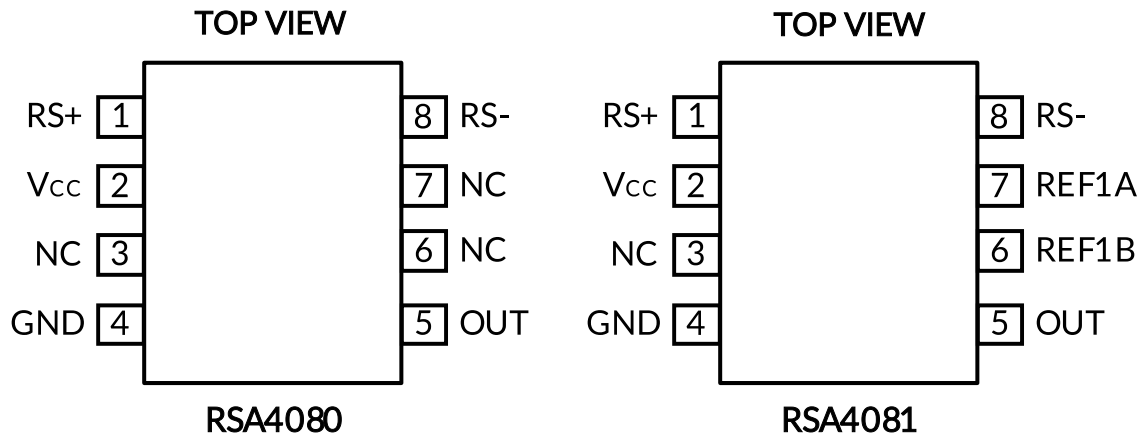 TOP VIEW
RS+ 1 8 RS-
Vcc 2 7 NC
NC 3 6 NC
GND 4 5 OUT
RSA4080
TOP VIEW
RS+ 1 8 RS-
Vcc 2 7 REF1A
NC 3 6 REF1B
GND 4 5 OUT
RSA4081